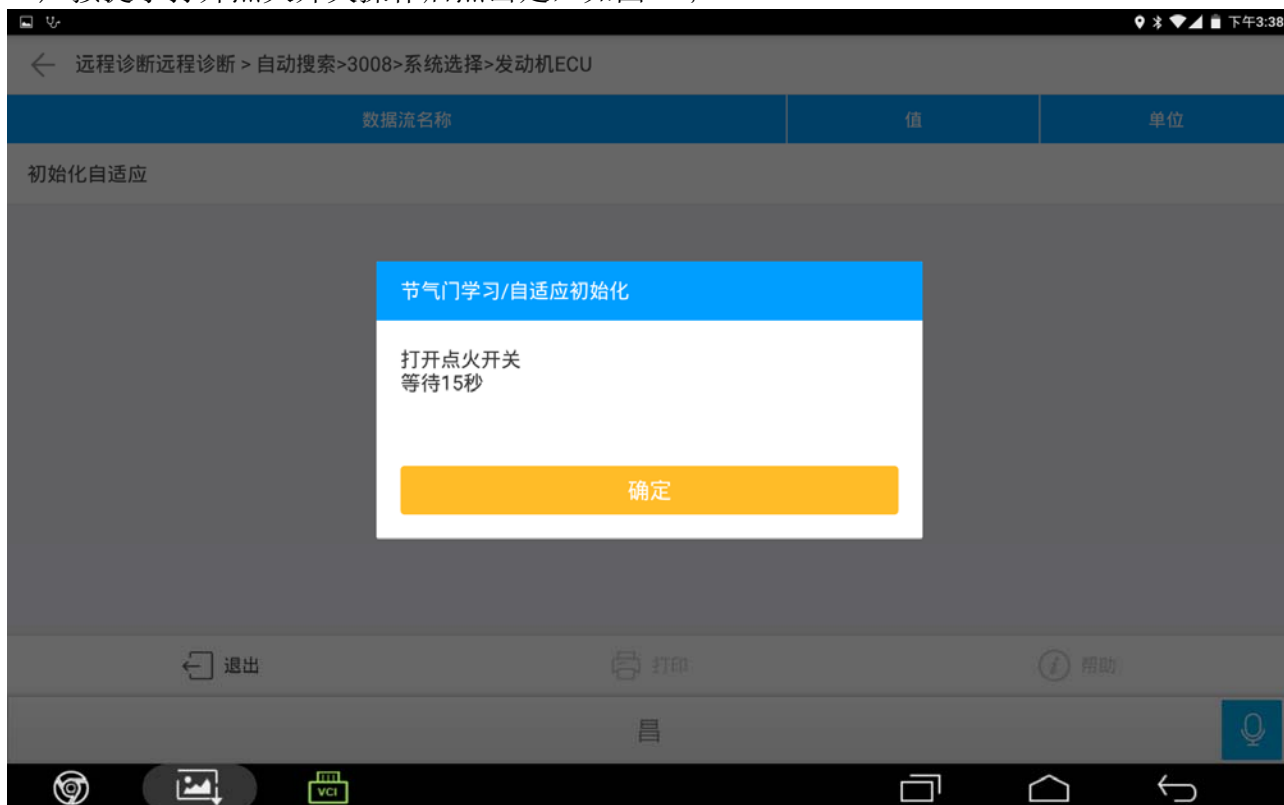 下午3:38
远程诊断远程诊断 > 自动搜索>3008>系统选择>发动机ECU
数据流名称 值 单位
初始化自适应
节气门学习/自适应初始化
打开点火开关
等待15秒
确定
退出 打印 帮助
昌
VCI